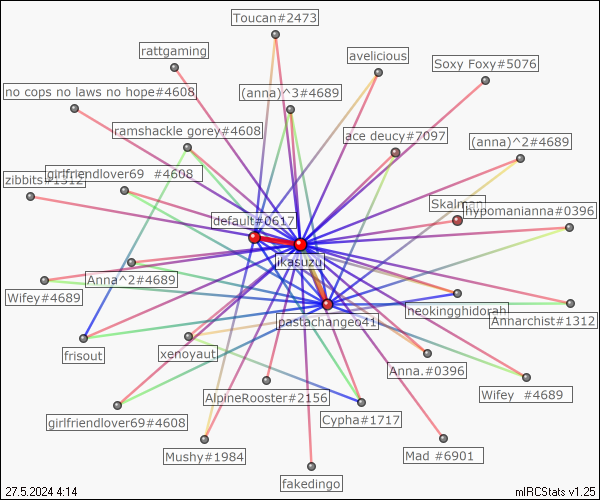 Toucan#2473
rattgaming
avelicious
Soxy Foxy#5076
no cops no laws no hope#4608
(anna)^3#4689
ramshackle gorey#4608
ace deucy#7097
(anna)^2#4689
girlfriendlover69 #4608
zibbits#1312
hypomanianna#0396
default#0617
ikasuzu
Anna^2#4689
Wifey#4689
neokingghidorah
Annarchist#1312
pastachangeo41
frisout
xenoyaut
Anna.#0396
AlpineRooster#2156
Wifey #4689
girlfriendlover69#4608
Cypha#1717
Mushy#1984
Mad #6901
fakedingo
27.5.2024 4:14
mIRCStats v1.25